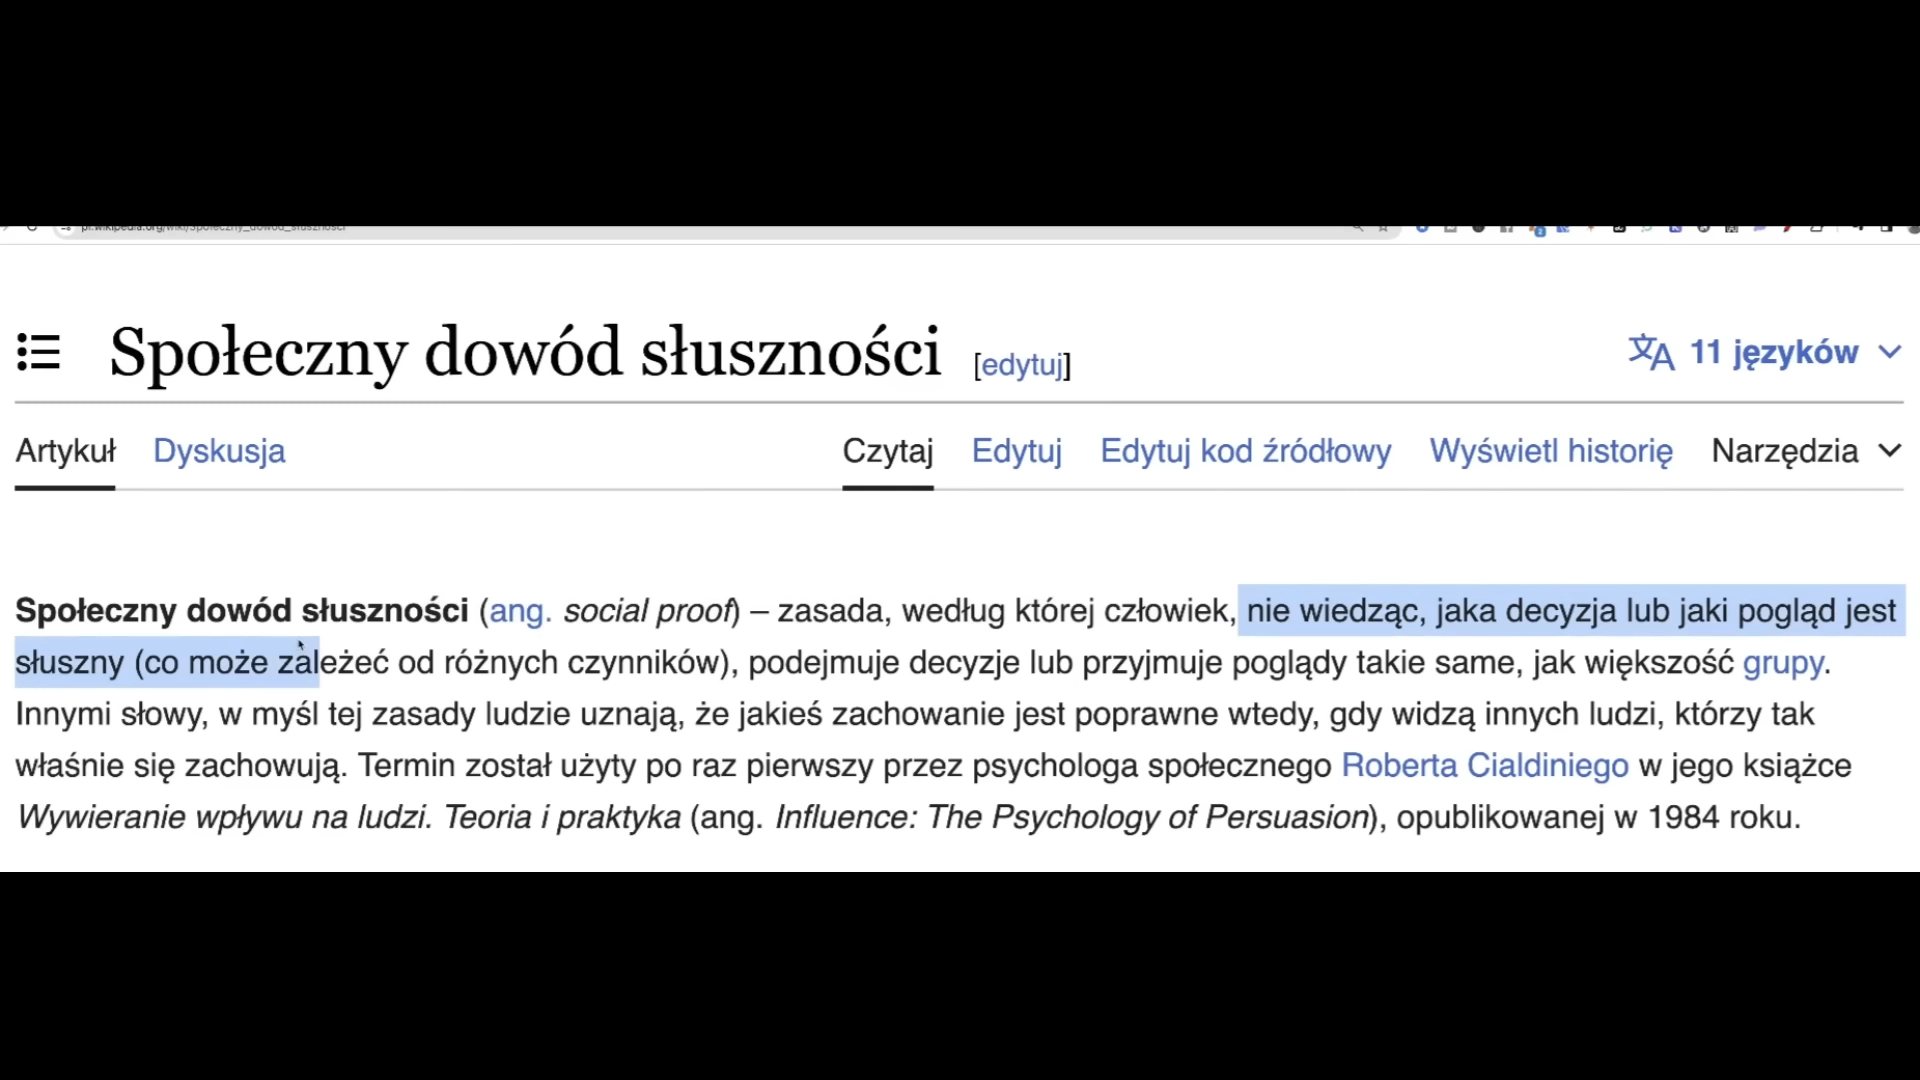 pl.wikipedia.org/wiki/Społeczny_dowód_słuszności
Społeczny dowód słuszności [edytuj]
11 języków
Artykuł Dyskusja Czytaj Edytuj Edytuj kod źródłowy Wyświetl historię Narzędzia
Społeczny dowód słuszności (ang. social proof) – zasada, według której człowiek, nie wiedząc, jaka decyzja lub jaki pogląd jest
słuszny (co może zależeć od różnych czynników), podejmuje decyzje lub przyjmuje poglądy takie same, jak większość grupy.
Innymi słowy, w myśl tej zasady ludzie uznają, że jakieś zachowanie jest poprawne wtedy, gdy widzą innych ludzi, którzy tak
właśnie się zachowują. Termin został użyty po raz pierwszy przez psychologa społecznego Roberta Cialdiniego w jego książce
Wywieranie wpływu na ludzi. Teoria i praktyka (ang. Influence: The Psychology of Persuasion), opublikowanej w 1984 roku.